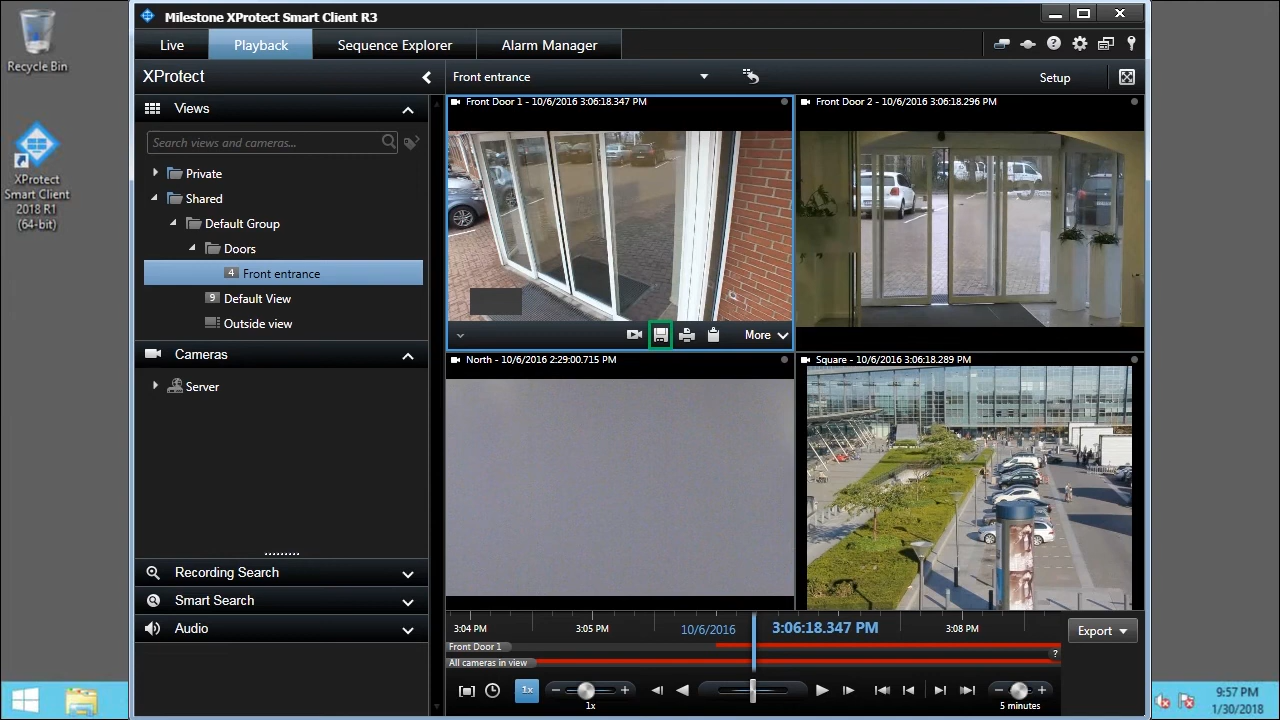 Recycle Bin
XProtect
Smart Client
2018 R1
(64-bit)
Milestone XProtect Smart Client R3
Live
Playback
Sequence Explorer
Alarm Manager
XProtect
Front entrance
Setup
Views
Search views and cameras...
Private
Shared
Default Group
Doors
4 Front entrance
9 Default View
Outside view
Cameras
Server
Recording Search
Smart Search
Audio
Front Door 1 - 10/6/2016 3:06:18.347 PM
Front Door 2 - 10/6/2016 3:06:18.296 PM
More
North - 10/6/2016 2:29:00.715 PM
Square - 10/6/2016 3:06:18.289 PM
3:04 PM
3:05 PM
10/6/2016
3:06:18.347 PM
3:08 PM
Export
Front Door 1
?
All cameras in view
1x
1x
5 minutes
9:57 PM
1/30/2018